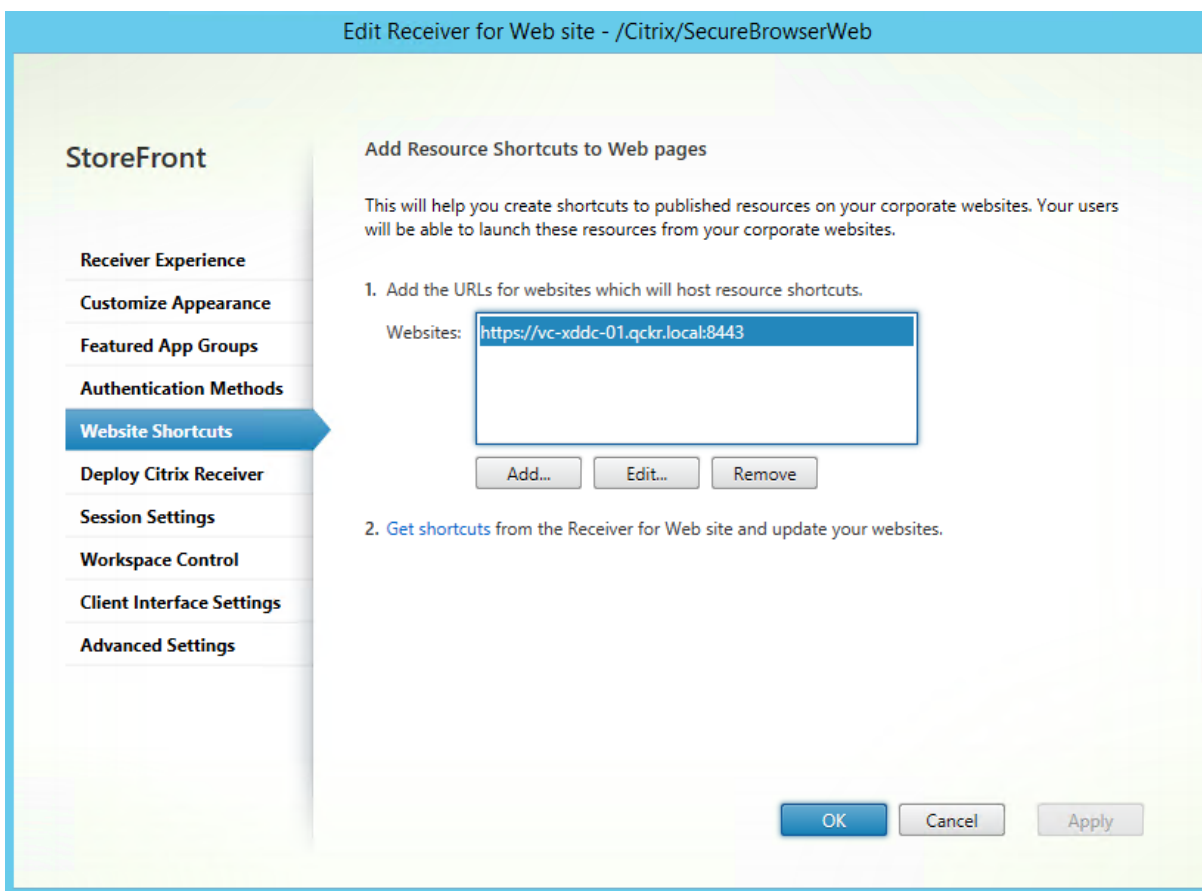 Edit Receiver for Web site - /Citrix/SecureBrowserWeb
StoreFront
Receiver Experience
Customize Appearance
Featured App Groups
Authentication Methods
Website Shortcuts
Deploy Citrix Receiver
Session Settings
Workspace Control
Client Interface Settings
Advanced Settings
Add Resource Shortcuts to Web pages
This will help you create shortcuts to published resources on your corporate websites. Your users
will be able to launch these resources from your corporate websites.
1. Add the URLs for websites which will host resource shortcuts.
Websites: https://vc-xddc-01.qckr.local:8443
Add... Edit... Remove
2. Get shortcuts from the Receiver for Web site and update your websites.
OK Cancel Apply